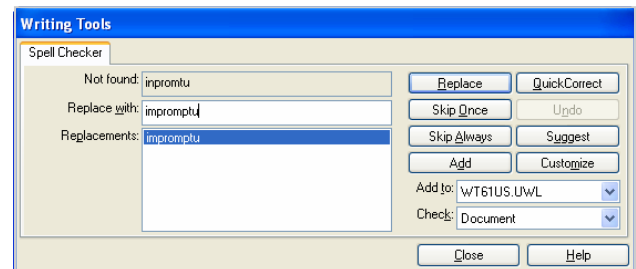 Writing Tools
Spell Checker
Not found: inpromtu
Replace with: impromptu
Replacements: impromptu
Replace QuickCorrect
Skip Once Undo
Skip Always Suggest
Add Customize
Add to: WT61US.UWL
Check: Document
Close Help